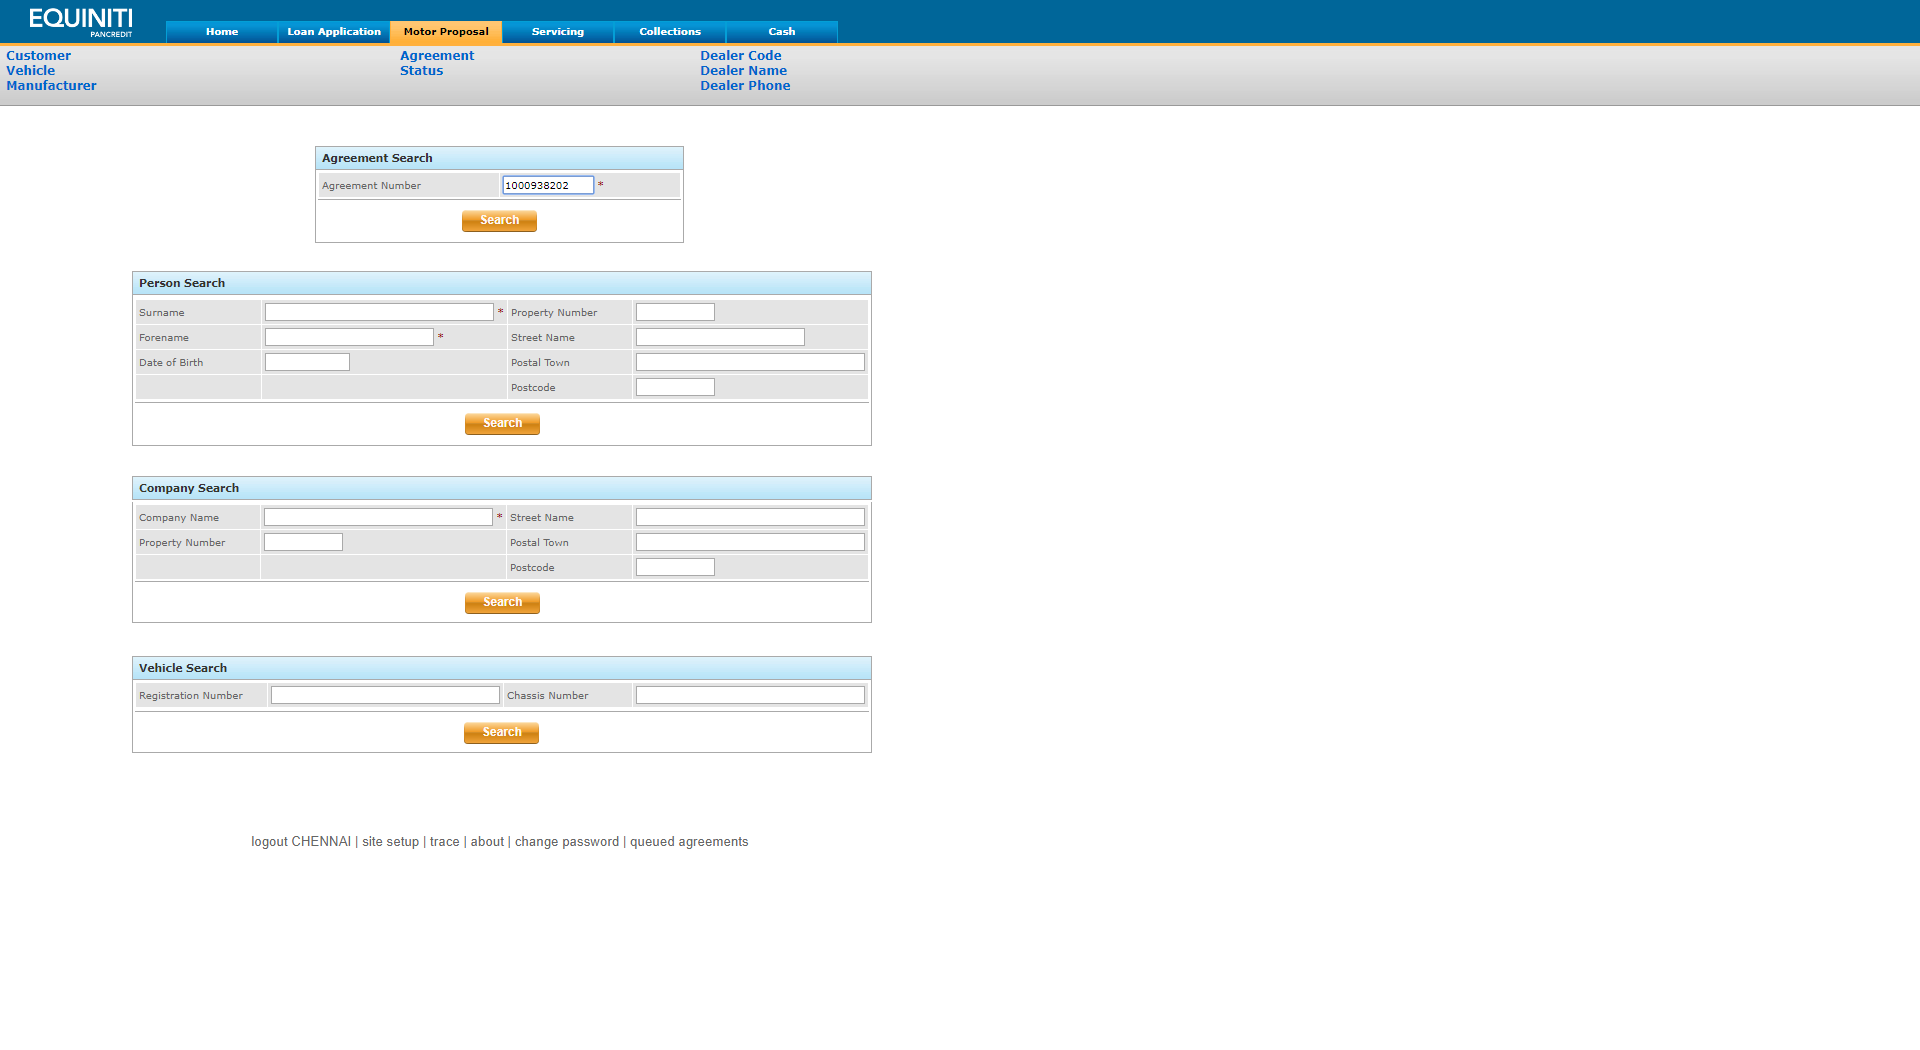 EQUINITI
PANCREDIT
Home Loan Application Motor Proposal Servicing Collections Cash
Customer Agreement Dealer Code
Vehicle Status Dealer Name
Manufacturer Dealer Phone
Agreement Search
Agreement Number 1000938202 *
Search
Person Search
Surname * Property Number
Forename * Street Name
Date of Birth Postal Town
Postcode
Search
Company Search
Company Name * Street Name
Property Number Postal Town
Postcode
Search
Vehicle Search
Registration Number Chassis Number
Search
logout CHENNAI | site setup | trace | about | change password | queued agreements